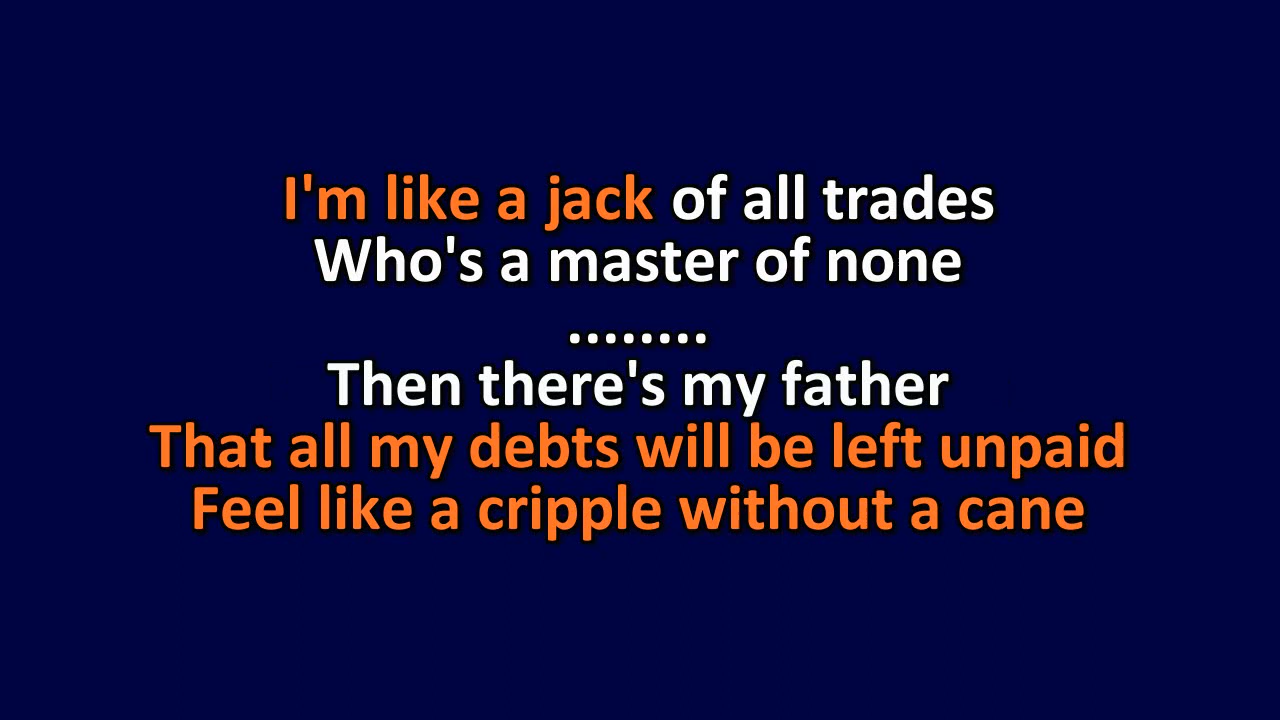 I'm like a jack of all trades
Who's a master of none
........
Then there's my father
That all my debts will be left unpaid
Feel like a cripple without a cane